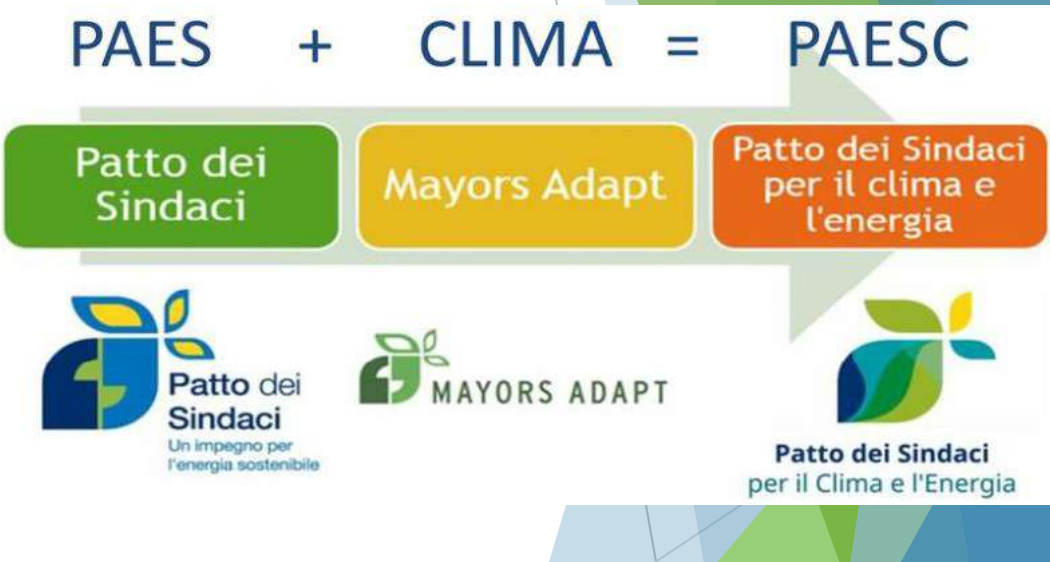 PAES + CLIMA = PAESC
Patto dei
Sindaci
Mayors Adapt
Patto dei Sindaci
per il clima e
l'energia
Patto dei
Sindaci
Un impegno per
l'energia sostenibile
MAYORS ADAPT
Patto dei Sindaci
per il Clima e l'Energia